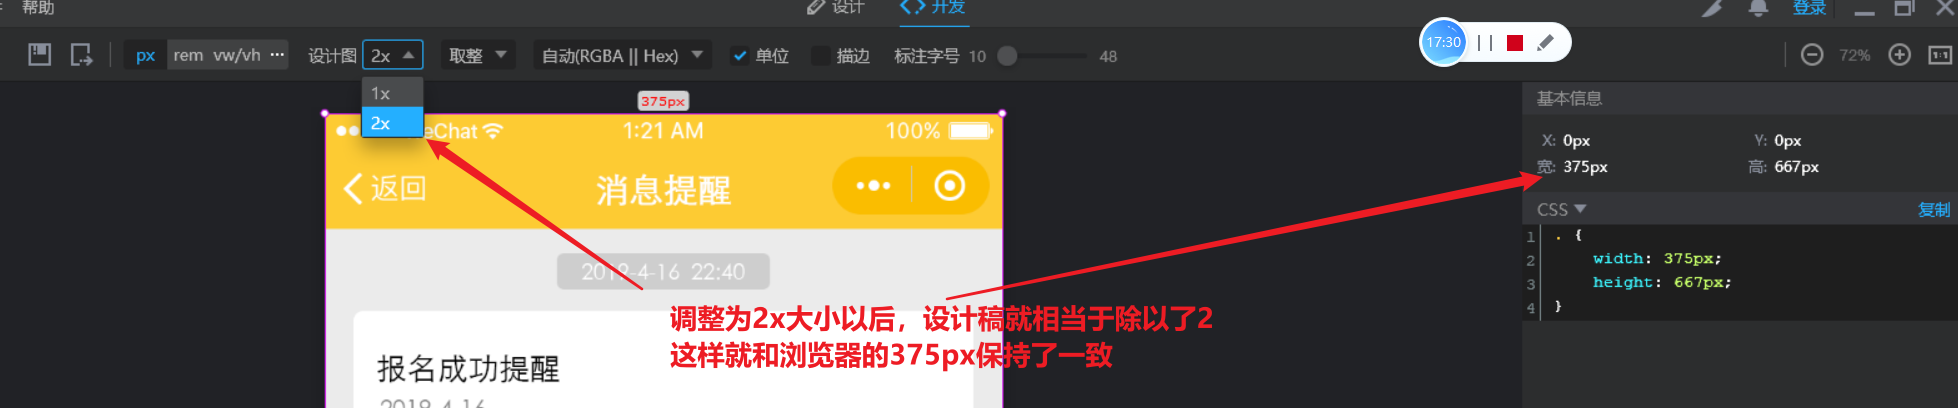 帮助
设计
开发
登录
px
rem
vw/vh
设计图
2x
取整
自动(RGBA || Hex)
单位
描边
标注字号
10
48
17:30
72%
1:1
1x
2x
375px
eChat
1:21 AM
100%
返回
消息提醒
2019-4-16 22:40
调整为2x大小以后，设计稿就相当于除以了2
这样就和浏览器的375px保持了一致
报名成功提醒
基本信息
X: 0px
Y: 0px
宽: 375px
高: 667px
CSS
复制
1 . {
2 width: 375px;
3 height: 667px;
4 }